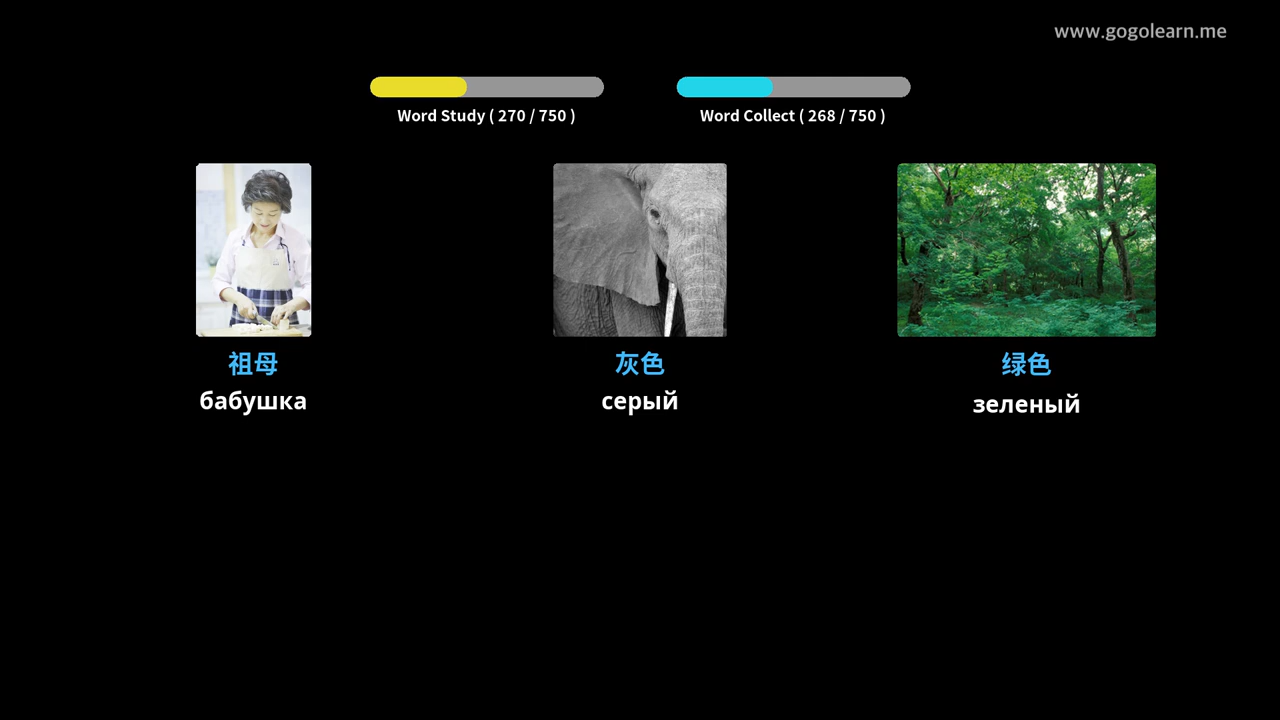 www.gogolearn.me
Word Study ( 270 / 750 )
Word Collect ( 268 / 750 )
祖母
бабушка
灰色
серый
绿色
зеленый